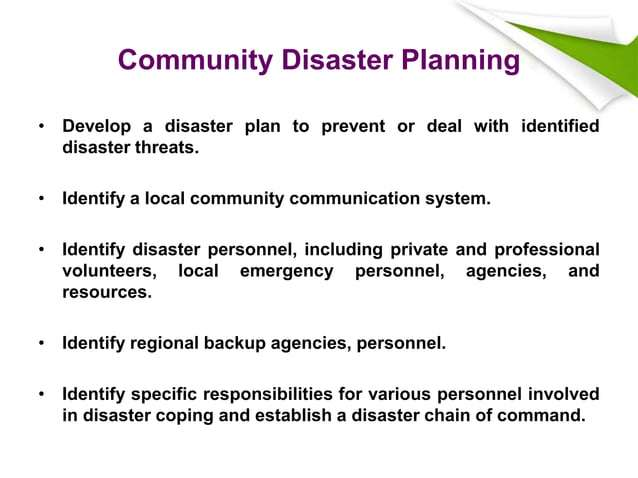 Community Disaster Planning
• Develop a disaster plan to prevent or deal with identified
disaster threats.
• Identify a local community communication system.
• Identify disaster personnel, including private and professional
volunteers, local emergency personnel, agencies, and
resources.
• Identify regional backup agencies, personnel.
• Identify specific responsibilities for various personnel involved
in disaster coping and establish a disaster chain of command.